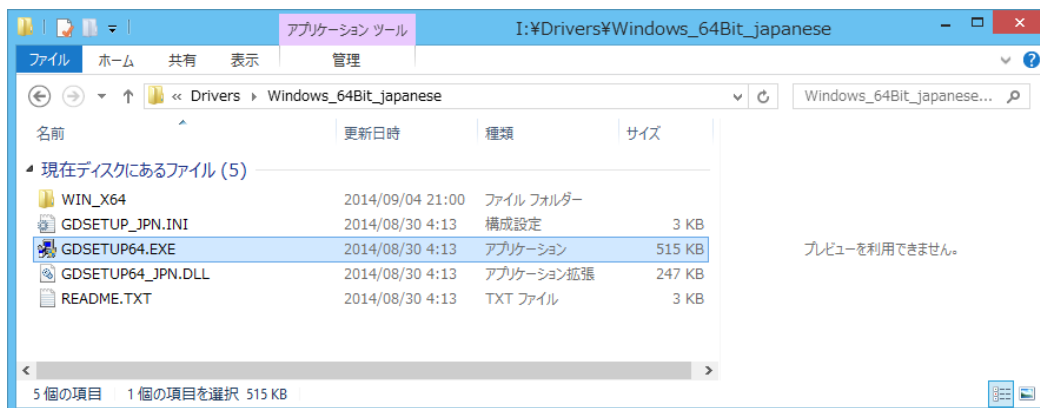 アプリケーション ツール
I:¥Drivers¥Windows_64Bit_japanese
ファイル ホーム 共有 表示 管理
« Drivers Windows_64Bit_japanese Windows_64Bit_japanese...
名前 更新日時 種類 サイズ
現在ディスクにあるファイル (5)
WIN_X64 2014/09/04 21:00 ファイル フォルダー
GDSETUP_JPN.INI 2014/08/30 4:13 構成設定 3 KB
GDSETUP64.EXE 2014/08/30 4:13 アプリケーション 515 KB
GDSETUP64_JPN.DLL 2014/08/30 4:13 アプリケーション拡張 247 KB
README.TXT 2014/08/30 4:13 TXT ファイル 3 KB
プレビューを利用できません。
5 個の項目 1 個の項目を選択 515 KB